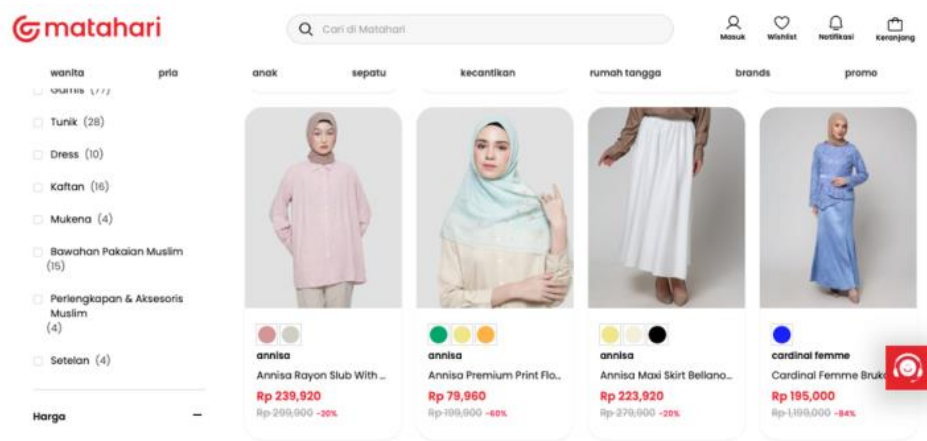 matahari
Cari di Matahari
Masuk
Wishlist
Notifikasi
Keranjang
wanita pria anak sepatu kecantikan rumah tangga brands promo
Gamis (77)
Tunik (28)
Dress (10)
Kaftan (16)
Mukena (4)
Bawahan Pakaian Muslim
(15)
Perlengkapan & Aksesoris
Muslim
(4)
Setelan (4)
Harga
annisa
Annisa Rayon Slub With ...
Rp 239,920
Rp 299,900 -20%
annisa
Annisa Premium Print Flo...
Rp 79,960
Rp 199,900 -60%
annisa
Annisa Maxi Skirt Bellano...
Rp 223,920
Rp 279,900 -20%
cardinal femme
Cardinal Femme Bruk
Rp 195,000
Rp 1,199,000 -84%